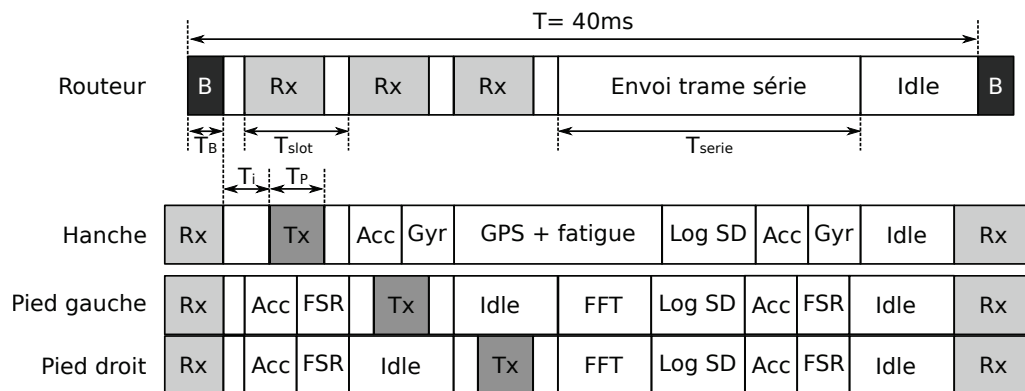 T= 40ms
Routeur B Rx Rx Rx Envoi trame série Idle B
TB Tslot Tserie
Ti TP
Hanche Rx Tx Acc Gyr GPS + fatigue Log SD Acc Gyr Idle Rx
Pied gauche Rx Acc FSR Tx Idle FFT Log SD Acc FSR Idle Rx
Pied droit Rx Acc FSR Idle Tx FFT Log SD Acc FSR Idle Rx